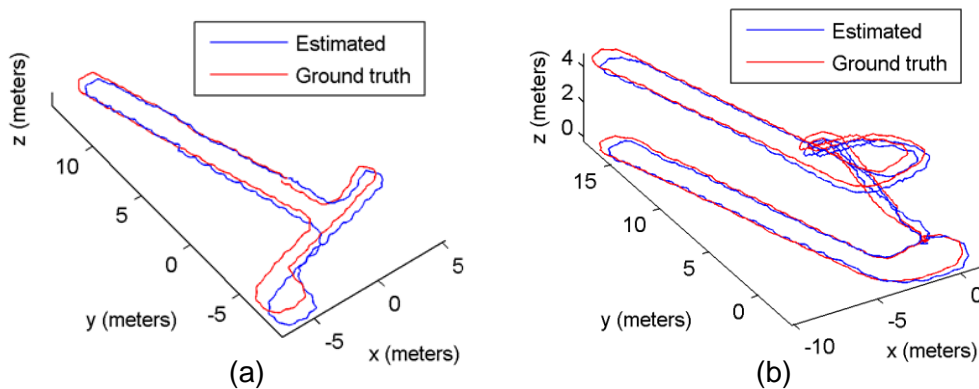 Estimated
Ground truth
z (meters)
10
5
0
-5
y (meters)
-5
0
5
x (meters)
(a)
Estimated
Ground truth
4
2
0
z (meters)
15
10
5
0
y (meters)
-10
-5
0
x (meters)
(b)